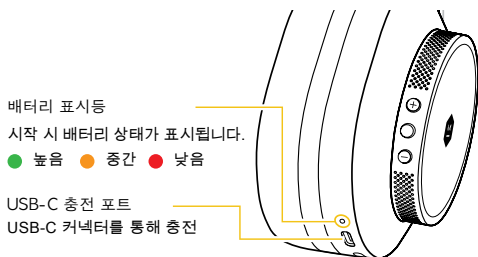 배터리 표시등
시작 시 배터리 상태가 표시됩니다.
높음 중간 낮음
USB-C 충전 포트
USB-C 커넥터를 통해 충전